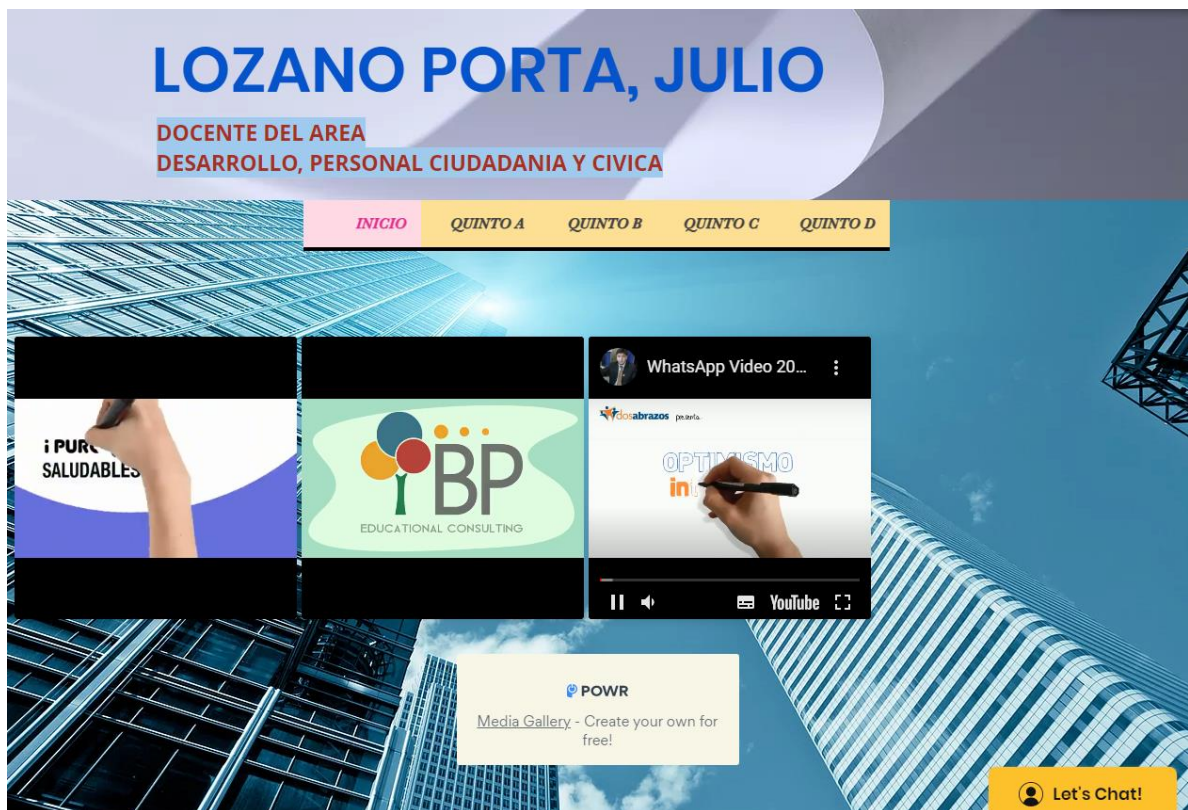 LOZANO PORTA, JULIO
DOCENTE DEL AREA
DESARROLLO, PERSONAL CIUDADANIA Y CIVICA
INICIO
QUINTO A
QUINTO B
QUINTO C
QUINTO D
SALUDABLES
BP
EDUCATIONAL CONSULTING
WhatsApp Video 20...
dosabrazos presenta.
OPTIMISMO
in
YouTube
POWR
Media Gallery - Create your own for
free!
Let's Chat!